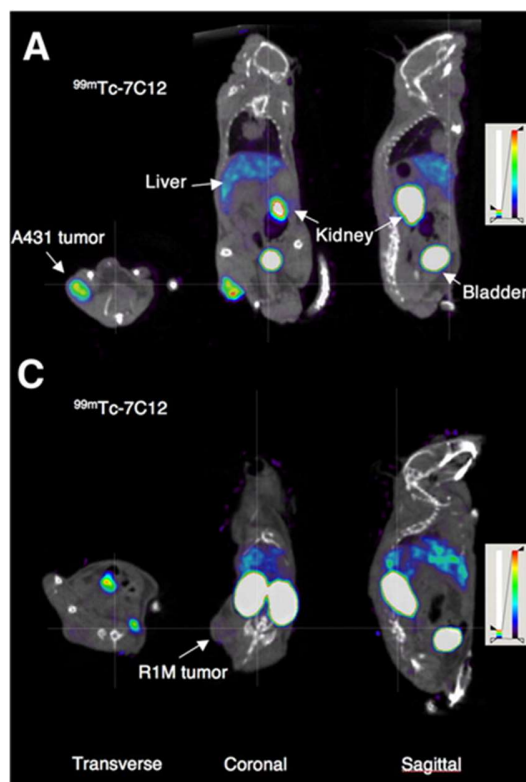 A
99mTc-7C12
Liver
A431 tumor
Kidney
Bladder
C
99mTc-7C12
R1M tumor
Transverse Coronal Sagittal